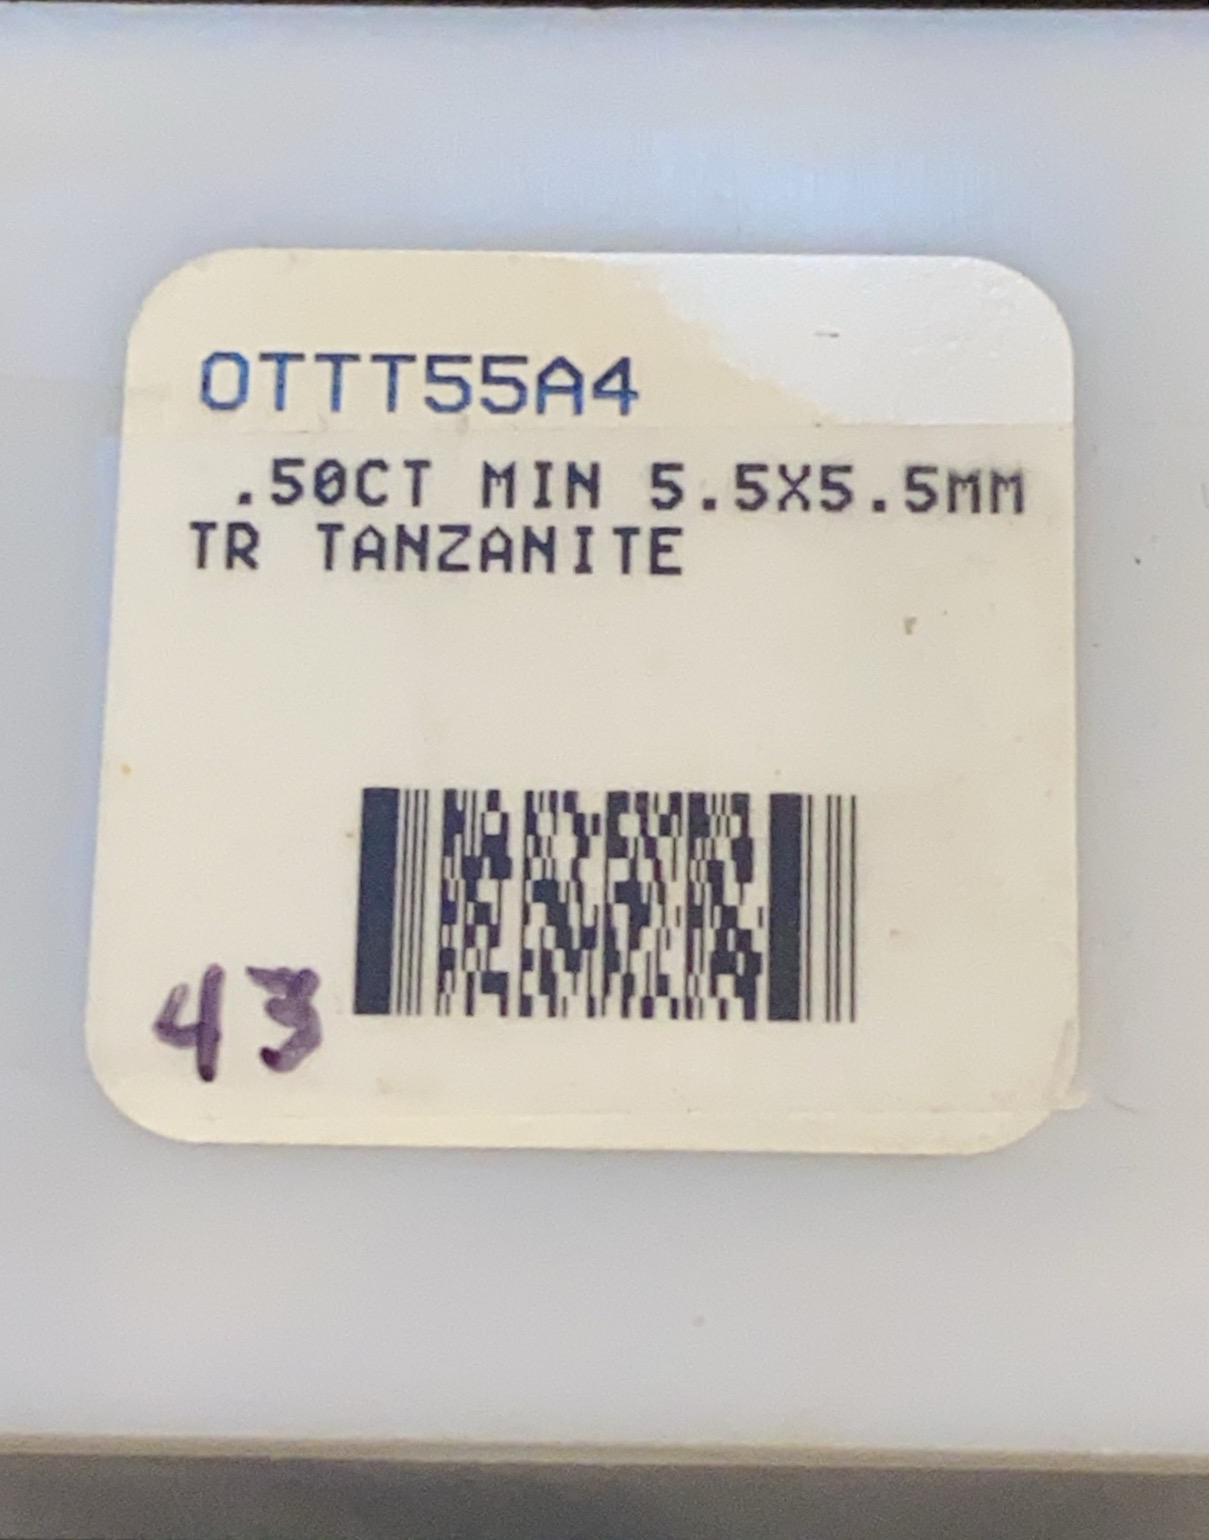 OTTT55A4
.50CT MIN 5.5X5.5MM
TR TANZANITE
43